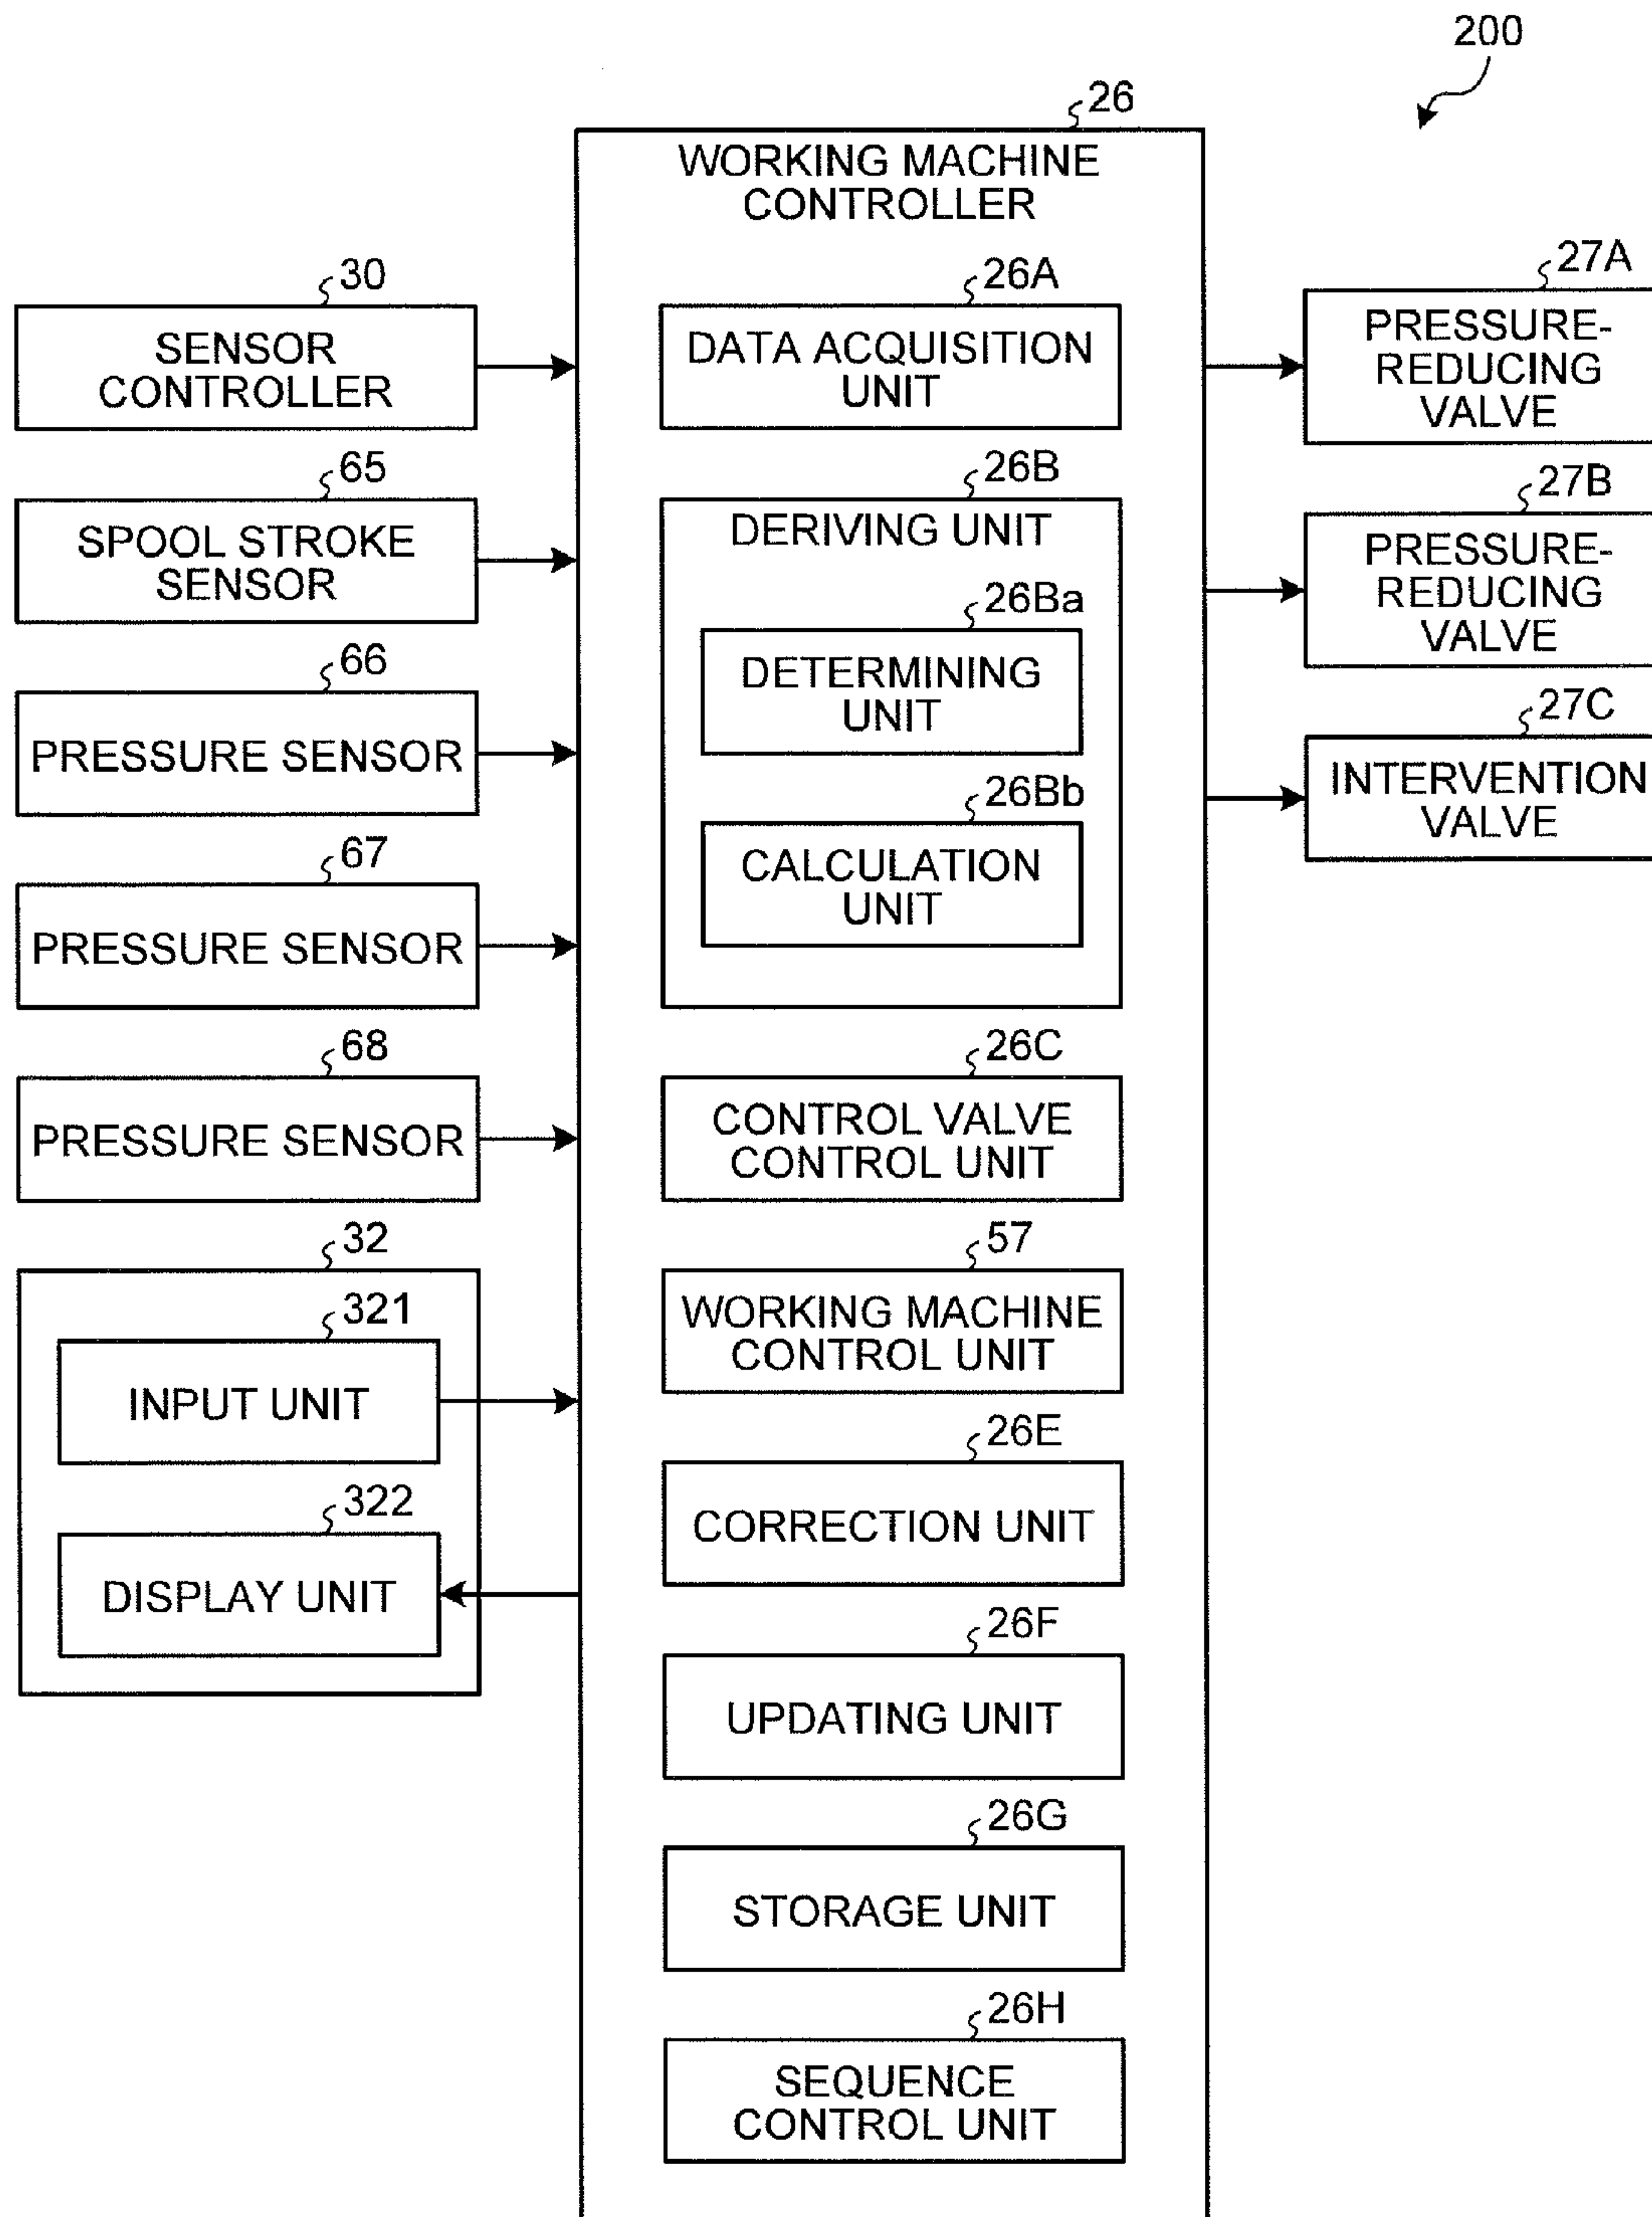 200
26
WORKING MACHINE
CONTROLLER
30
SENSOR
CONTROLLER
65
SPOOL STROKE
SENSOR
66
PRESSURE SENSOR
67
PRESSURE SENSOR
68
PRESSURE SENSOR
32
321
INPUT UNIT
322
DISPLAY UNIT
26A
DATA ACQUISITION
UNIT
26B
DERIVING UNIT
26Ba
DETERMINING
UNIT
26Bb
CALCULATION
UNIT
26C
CONTROL VALVE
CONTROL UNIT
57
WORKING MACHINE
CONTROL UNIT
26E
CORRECTION UNIT
26F
UPDATING UNIT
26G
STORAGE UNIT
26H
SEQUENCE
CONTROL UNIT
27A
PRESSURE-
REDUCING
VALVE
27B
PRESSURE-
REDUCING
VALVE
27C
INTERVENTION
VALVE